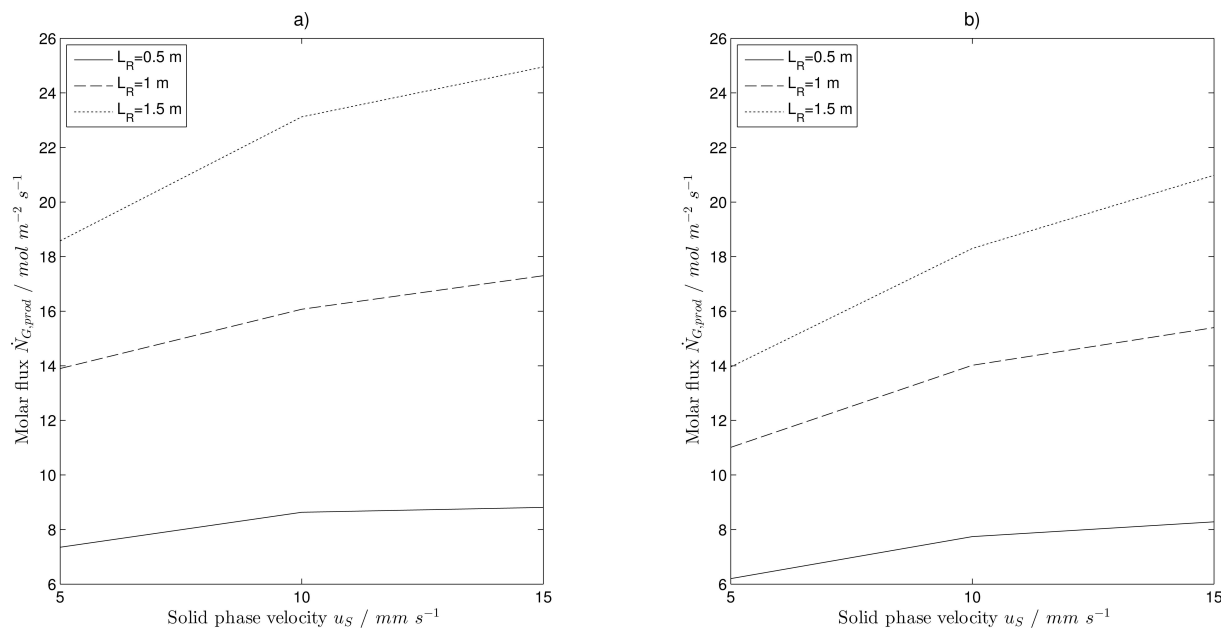 a)
26
24
22
20
18
16
14
12
10
8
6
5
10
15
L_R=0.5 m
L_R=1 m
L_R=1.5 m
Molar flux Ṅ_{G,prod} / mol m⁻² s⁻¹
Solid phase velocity u_S / mm s⁻¹
b)
26
24
22
20
18
16
14
12
10
8
6
5
10
15
L_R=0.5 m
L_R=1 m
L_R=1.5 m
Molar flux Ṅ_{G,prod} / mol m⁻² s⁻¹
Solid phase velocity u_S / mm s⁻¹